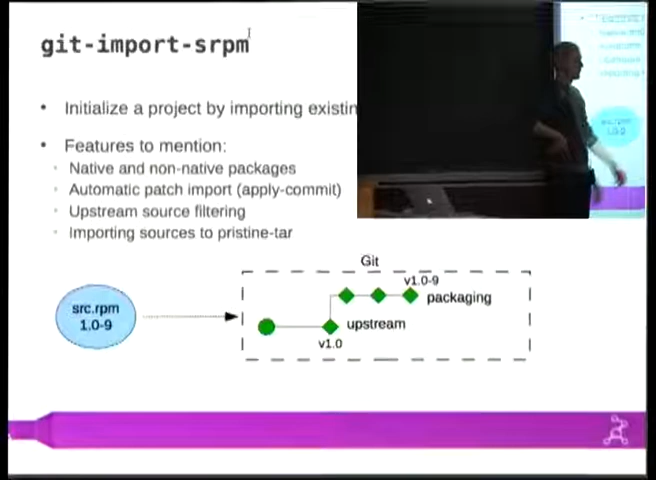 git-import-srpm
• Initialize a project by importing existin
• Features to mention:
Native and non-native packages
Automatic patch import (apply-commit)
Upstream source filtering
Importing sources to pristine-tar
Git
v1.0-9
src.rpm
1.0-9
packaging
upstream
v1.0